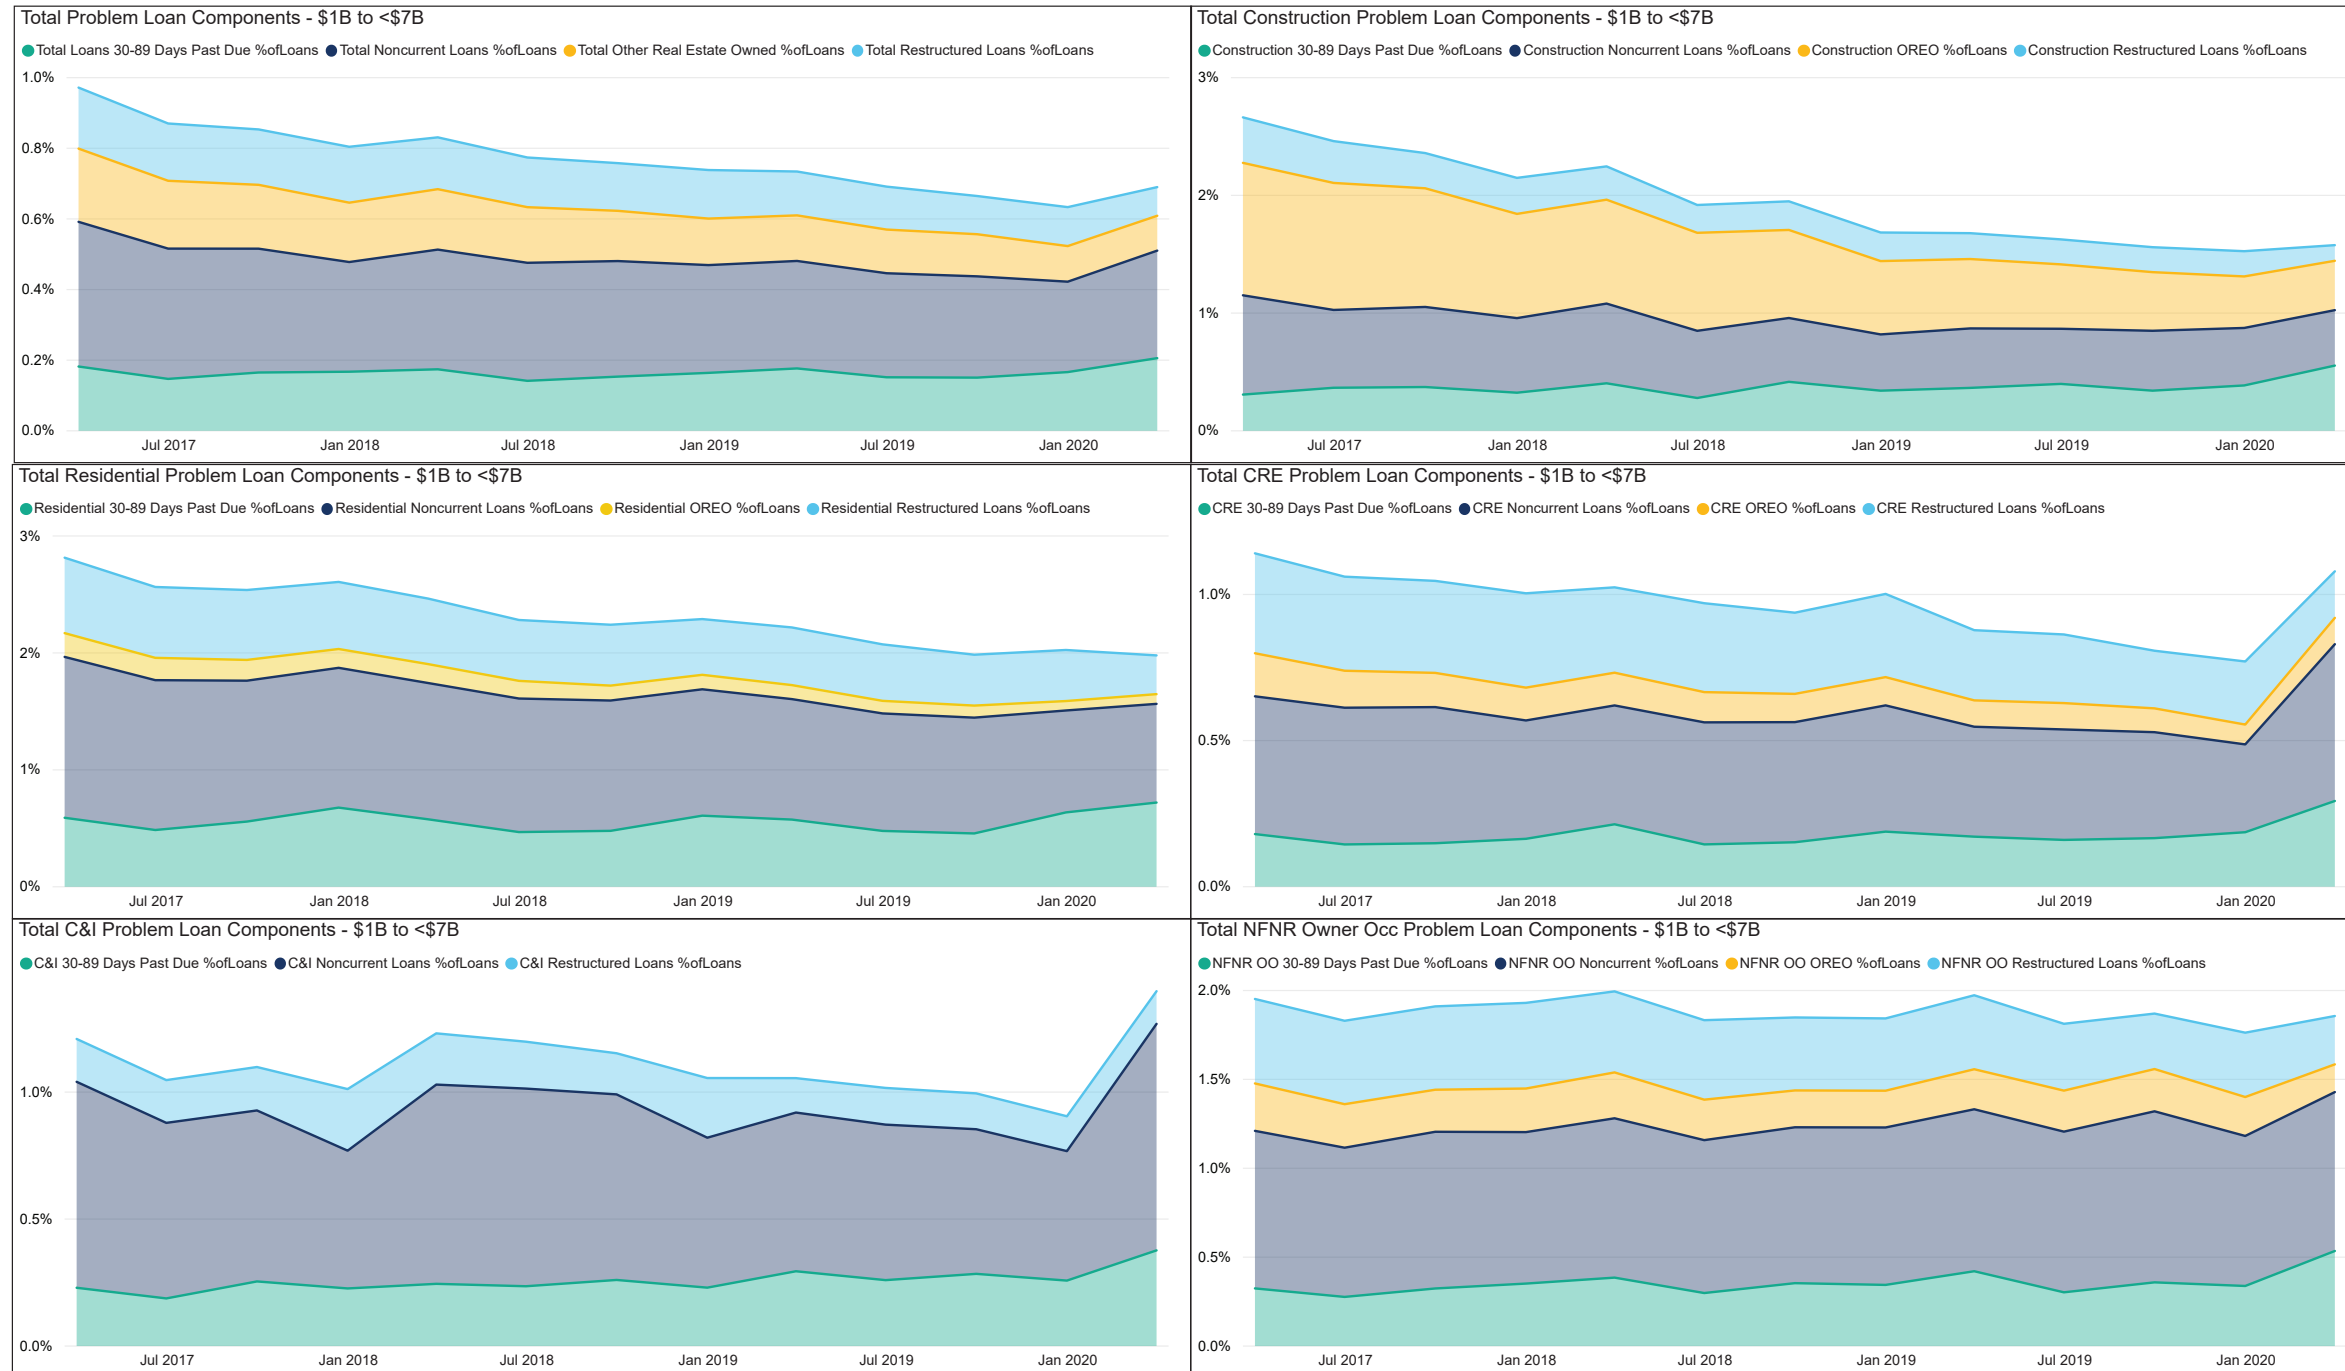 Total Problem Loan Components - $1B to <$7B
Total Loans 30-89 Days Past Due %ofLoans Total Noncurrent Loans %ofLoans Total Other Real Estate Owned %ofLoans Total Restructured Loans %ofLoans
1.0%
0.8%
0.6%
0.4%
0.2%
0.0%
Jul 2017 Jan 2018 Jul 2018 Jan 2019 Jul 2019 Jan 2020
Total Construction Problem Loan Components - $1B to <$7B
Construction 30-89 Days Past Due %ofLoans Construction Noncurrent Loans %ofLoans Construction OREO %ofLoans Construction Restructured Loans %ofLoans
3%
2%
1%
0%
Jul 2017 Jan 2018 Jul 2018 Jan 2019 Jul 2019 Jan 2020
Total Residential Problem Loan Components - $1B to <$7B
Residential 30-89 Days Past Due %ofLoans Residential Noncurrent Loans %ofLoans Residential OREO %ofLoans Residential Restructured Loans %ofLoans
3%
2%
1%
0%
Jul 2017 Jan 2018 Jul 2018 Jan 2019 Jul 2019 Jan 2020
Total CRE Problem Loan Components - $1B to <$7B
CRE 30-89 Days Past Due %ofLoans CRE Noncurrent Loans %ofLoans CRE OREO %ofLoans CRE Restructured Loans %ofLoans
1.0%
0.5%
0.0%
Jul 2017 Jan 2018 Jul 2018 Jan 2019 Jul 2019 Jan 2020
Total C&I Problem Loan Components - $1B to <$7B
C&I 30-89 Days Past Due %ofLoans C&I Noncurrent Loans %ofLoans C&I Restructured Loans %ofLoans
1.0%
0.5%
0.0%
Jul 2017 Jan 2018 Jul 2018 Jan 2019 Jul 2019 Jan 2020
Total NFNR Owner Occ Problem Loan Components - $1B to <$7B
NFNR OO 30-89 Days Past Due %ofLoans NFNR OO Noncurrent %ofLoans NFNR OO OREO %ofLoans NFNR OO Restructured Loans %ofLoans
2.0%
1.5%
1.0%
0.5%
0.0%
Jul 2017 Jan 2018 Jul 2018 Jan 2019 Jul 2019 Jan 2020